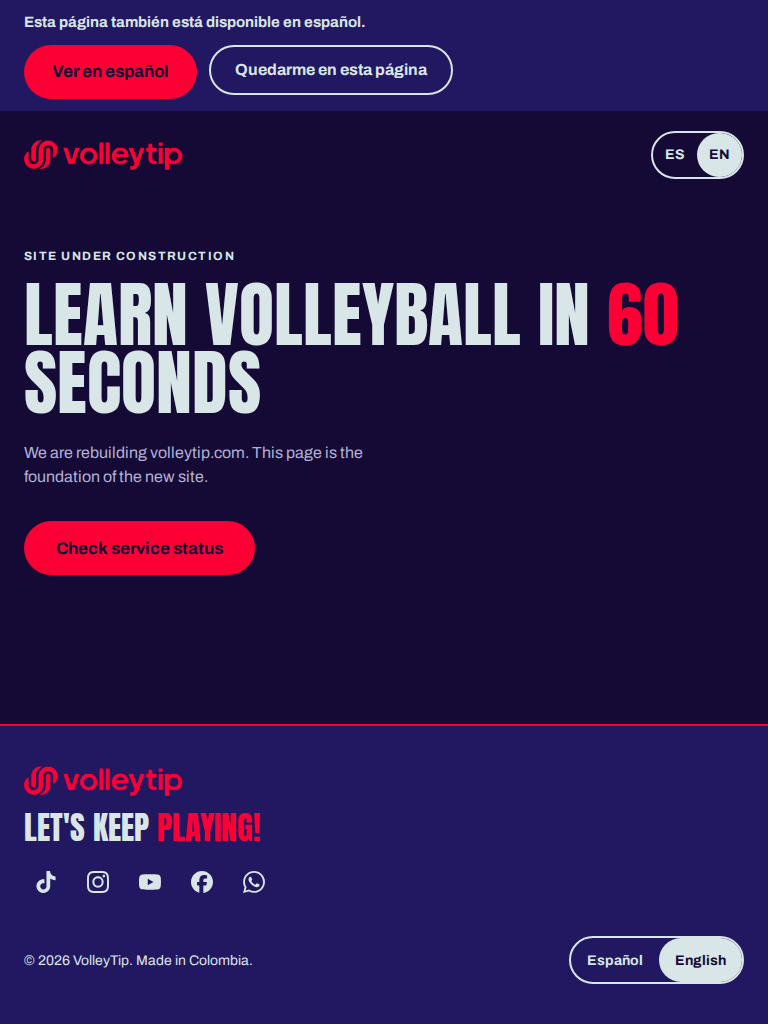 Esta página también está disponible en español.
Ver en español
Quedarme en esta página
volleytip
ES
EN
SITE UNDER CONSTRUCTION
LEARN VOLLEYBALL IN 60
SECONDS
We are rebuilding volleytip.com. This page is the
foundation of the new site.
Check service status
volleytip
LET'S KEEP PLAYING!
© 2026 VolleyTip. Made in Colombia.
Español
English